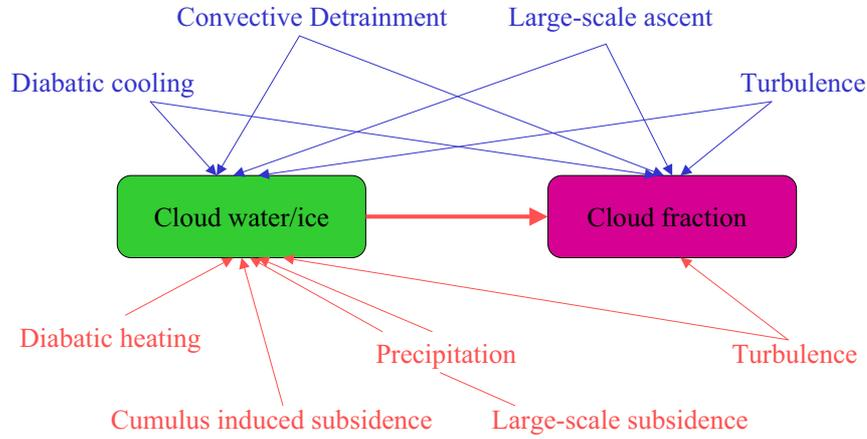 Convective Detrainment
Large-scale ascent
Diabatic cooling
Turbulence
Cloud water/ice
Cloud fraction
Diabatic heating
Precipitation
Turbulence
Cumulus induced subsidence
Large-scale subsidence